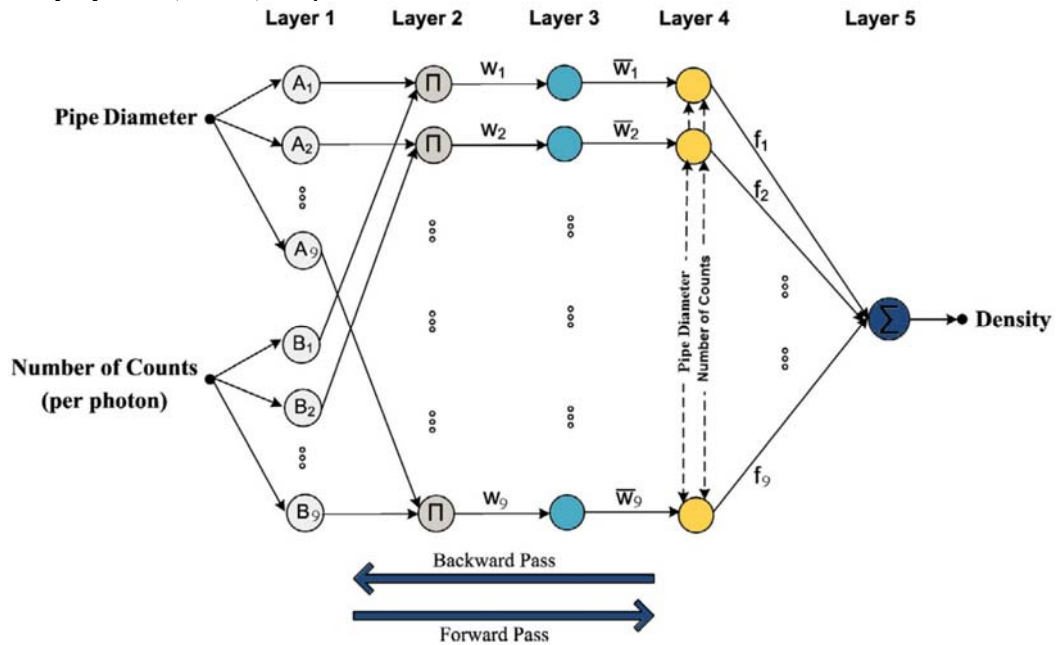 Layer 1 Layer 2 Layer 3 Layer 4 Layer 5
A1 Π w1 w̅1
Pipe Diameter
A2 Π w2 w̅2
f1
f2
A9
Pipe Diameter
Number of Counts
B1
Σ Density
Number of Counts
(per photon)
B2
f9
B9 Π w9 w̅9
Backward Pass
Forward Pass